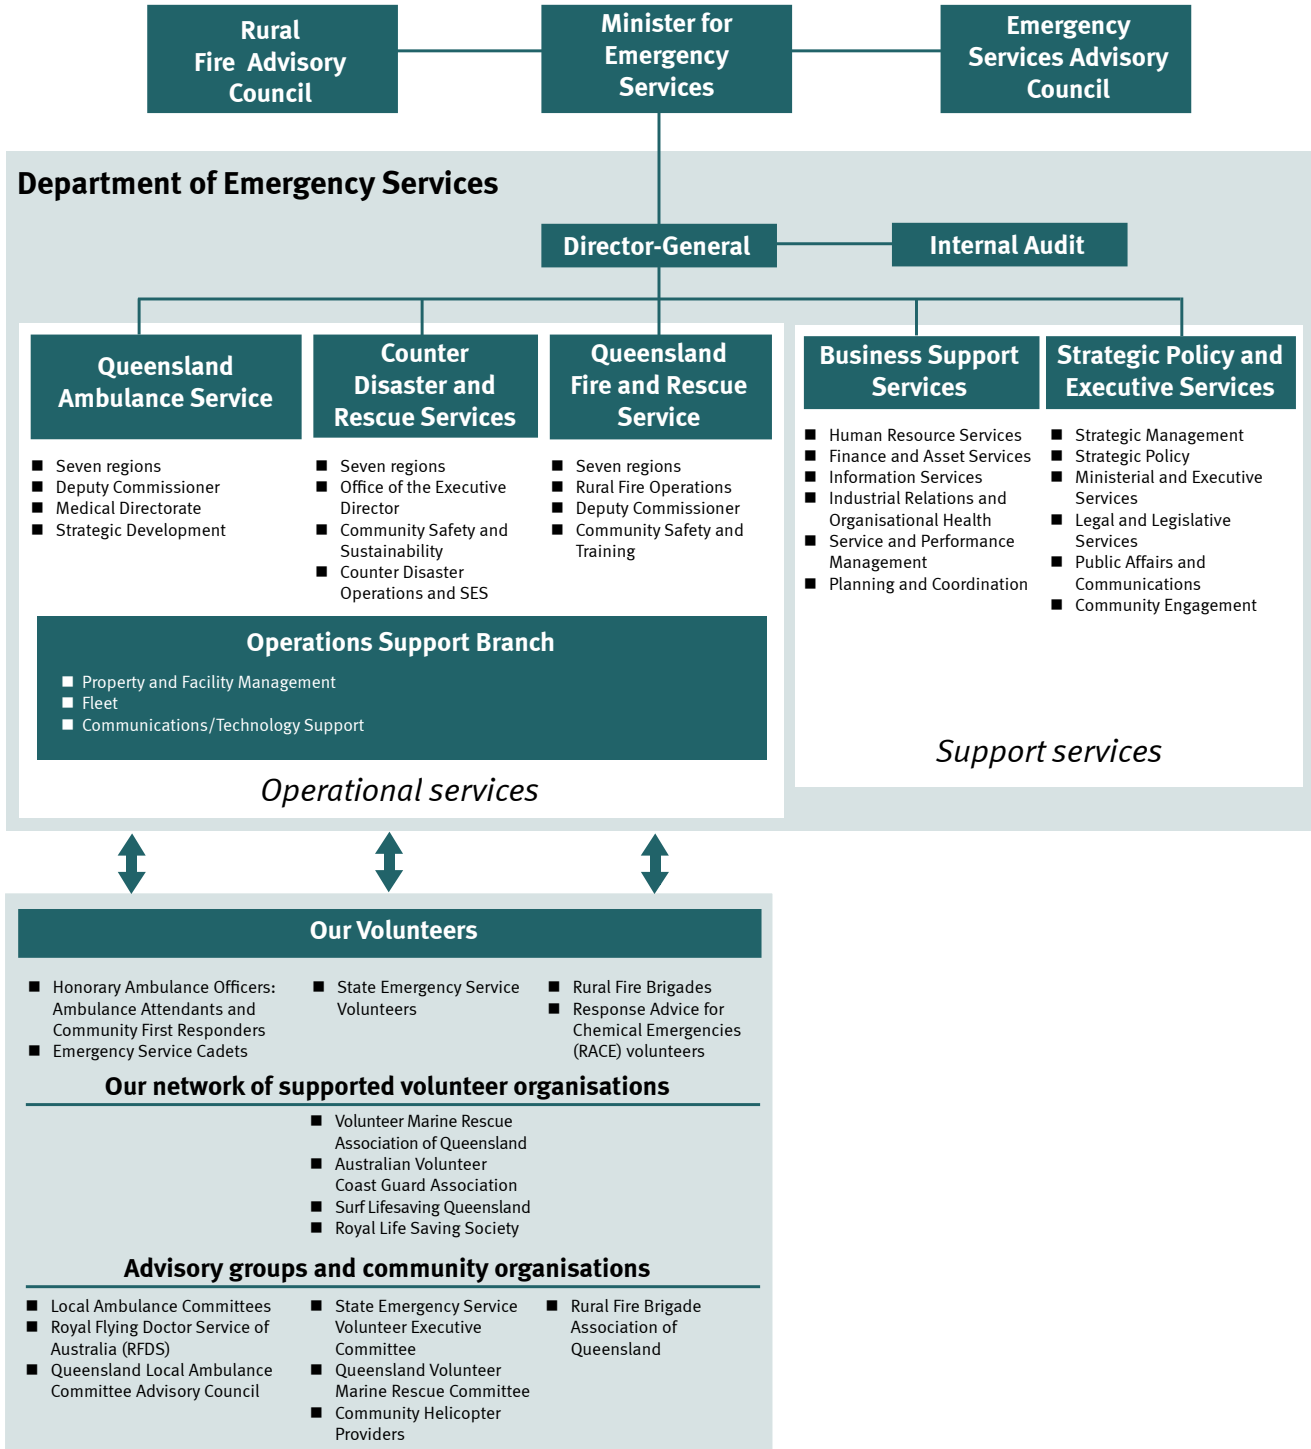 Rural
Fire Advisory
Council
Minister for
Emergency
Services
Emergency
Services Advisory
Council
Department of Emergency Services
Director-General
Internal Audit
Queensland
Ambulance Service
Seven regions
Deputy Commissioner
Medical Directorate
Strategic Development
Counter
Disaster and
Rescue Services
Seven regions
Office of the Executive
Director
Community Safety and
Sustainability
Counter Disaster
Operations and SES
Queensland
Fire and Rescue
Service
Seven regions
Rural Fire Operations
Deputy Commissioner
Community Safety and
Training
Business Support
Services
Human Resource Services
Finance and Asset Services
Information Services
Industrial Relations and
Organisational Health
Service and Performance
Management
Planning and Coordination
Strategic Policy and
Executive Services
Strategic Management
Strategic Policy
Ministerial and Executive
Services
Legal and Legislative
Services
Public Affairs and
Communications
Community Engagement
Operations Support Branch
Property and Facility Management
Fleet
Communications/Technology Support
Operational services
Support services
Our Volunteers
Honorary Ambulance Officers:
Ambulance Attendants and
Community First Responders
Emergency Service Cadets
State Emergency Service
Volunteers
Rural Fire Brigades
Response Advice for
Chemical Emergencies
(RACE) volunteers
Our network of supported volunteer organisations
Volunteer Marine Rescue
Association of Queensland
Australian Volunteer
Coast Guard Association
Surf Lifesaving Queensland
Royal Life Saving Society
Advisory groups and community organisations
Local Ambulance Committees
Royal Flying Doctor Service of
Australia (RFDS)
Queensland Local Ambulance
Committee Advisory Council
State Emergency Service
Volunteer Executive
Committee
Queensland Volunteer
Marine Rescue Committee
Community Helicopter
Providers
Rural Fire Brigade
Association of
Queensland